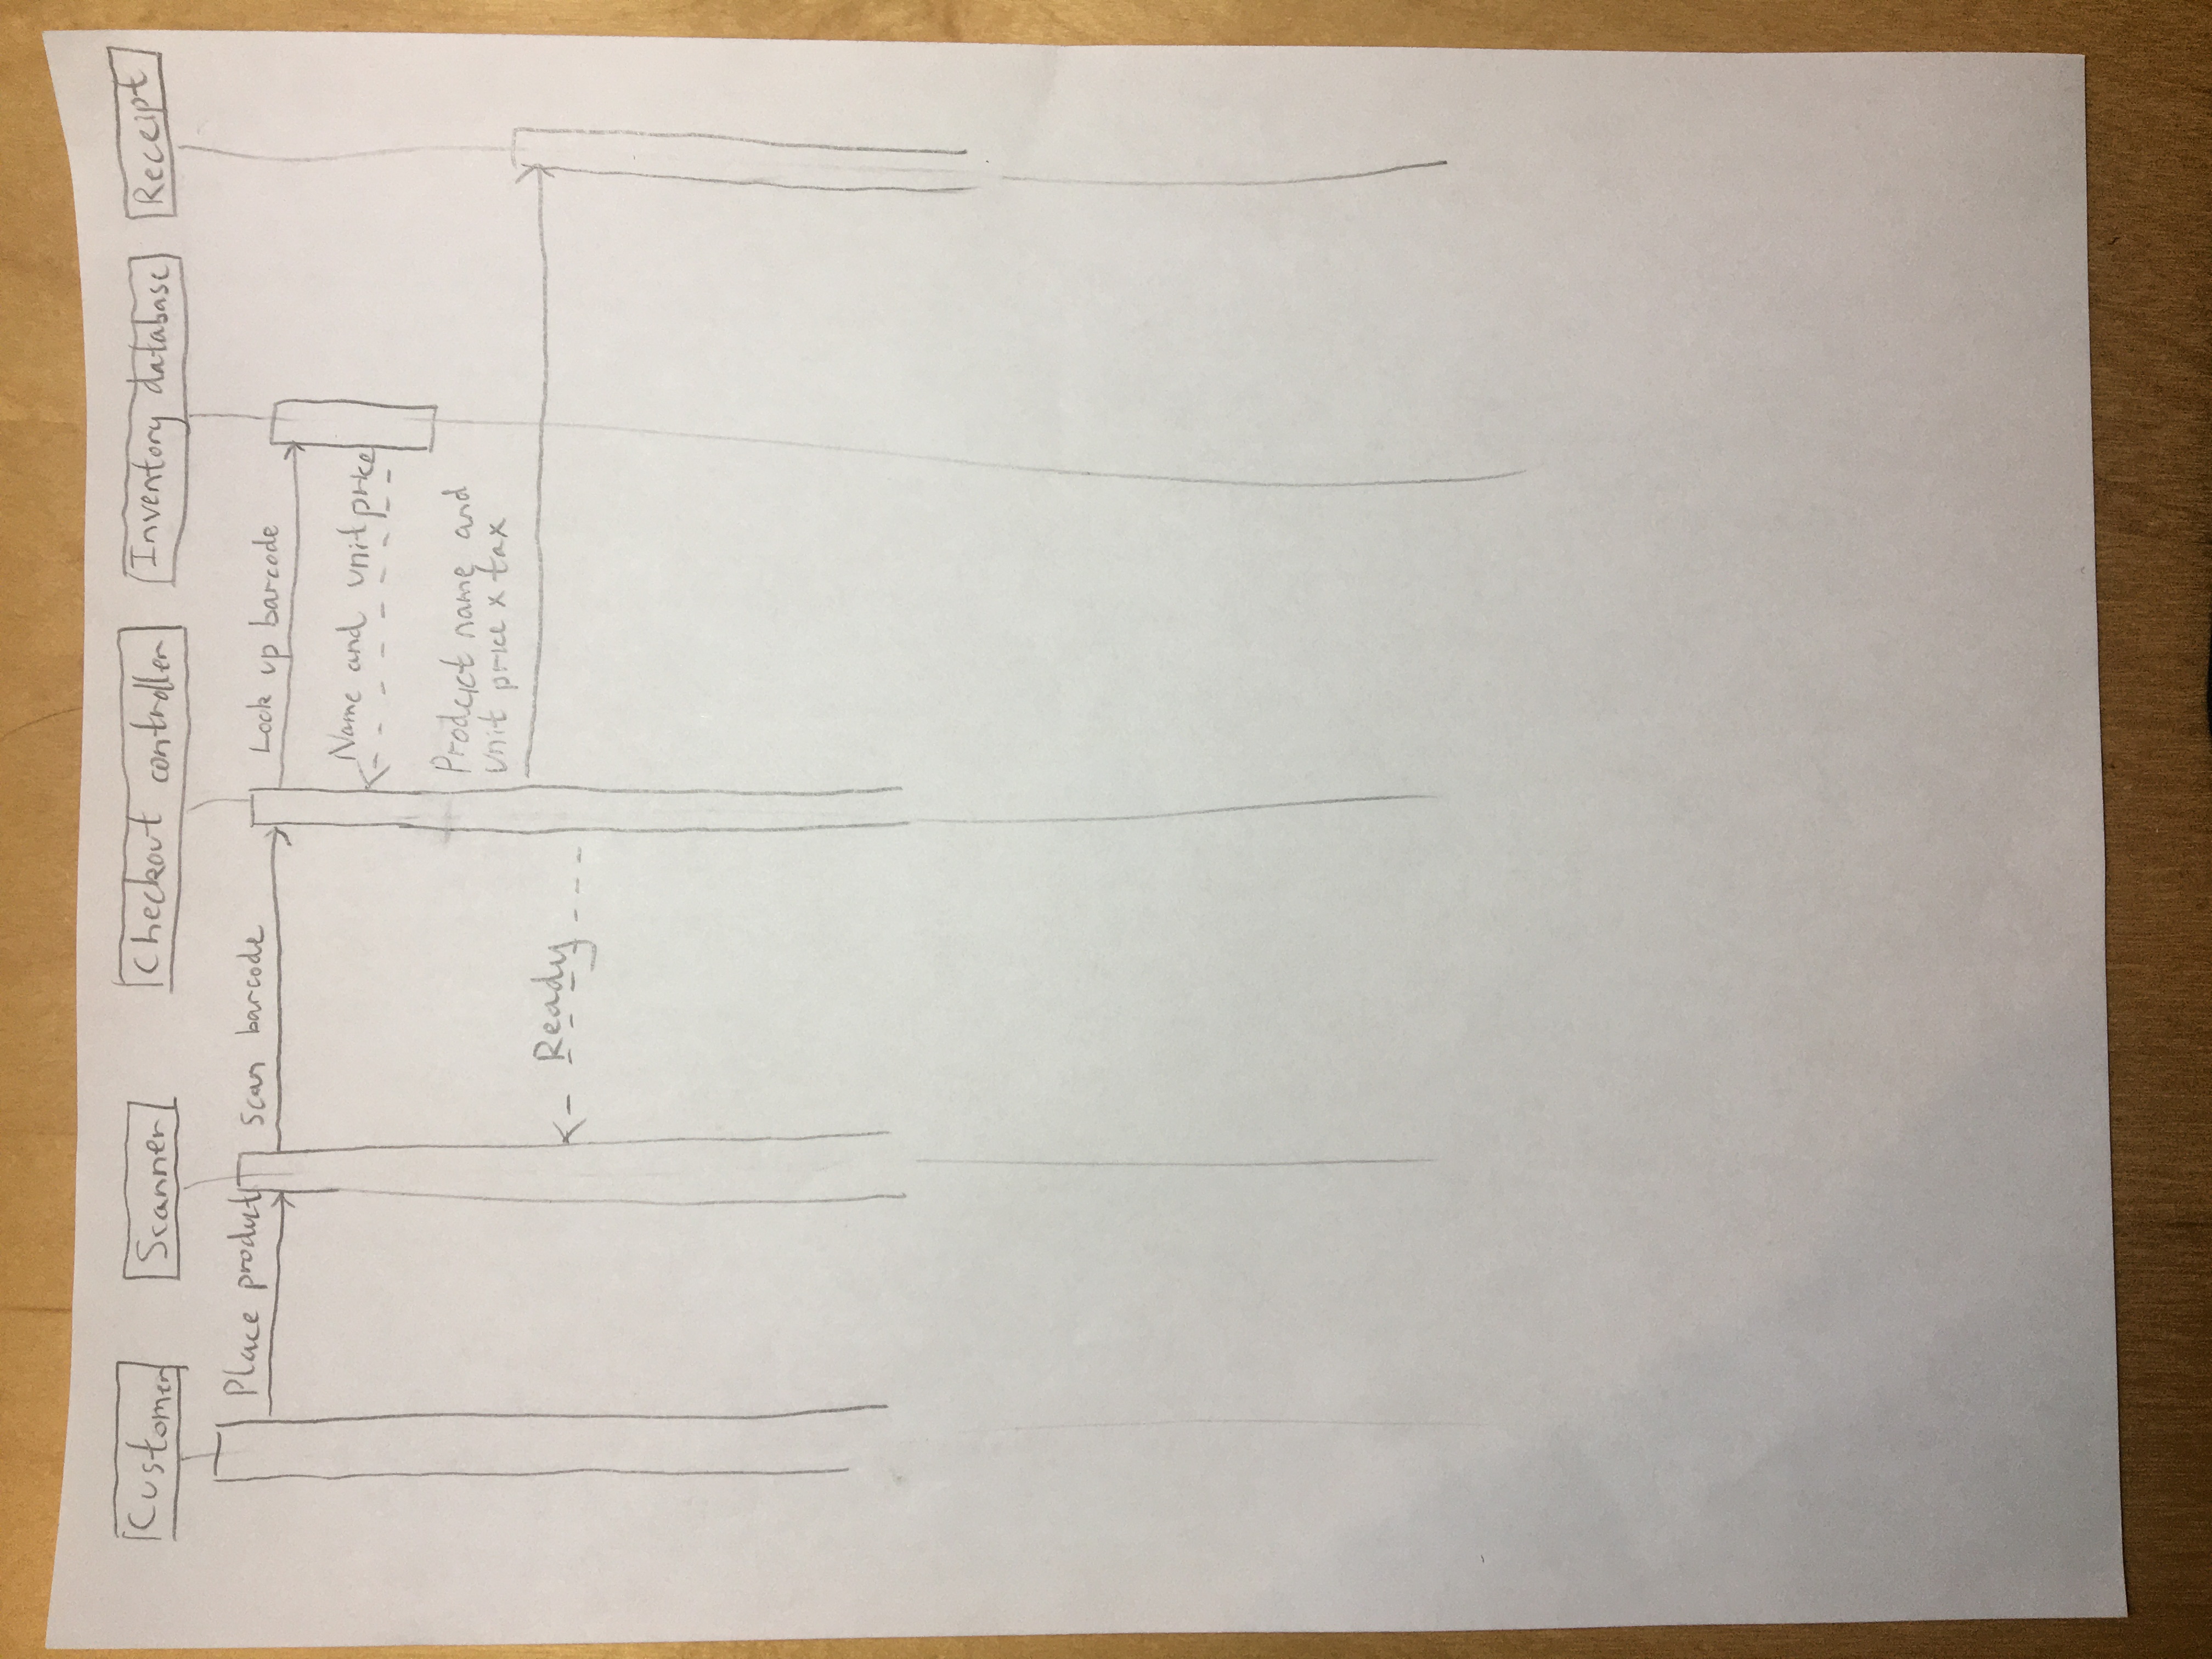 Customer
Scanner
Checkout controller
Inventory database
Receipt
Place product
scan barcode
Look up barcode
Name and unit price
Product name and
unit price x tax
Ready